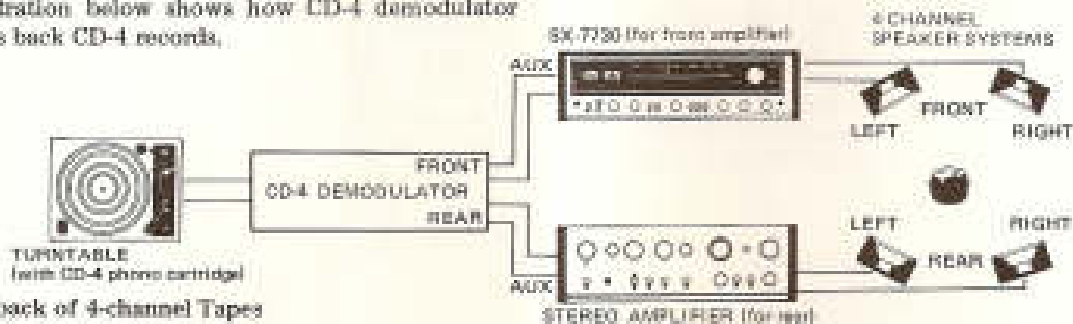 tration below shows how CD-4 demodulator
s back CD-4 records.
4 CHANNEL
SPEAKER SYSTEMS
SX-7730 (for front amplifier)
AUX
FRONT
LEFT
RIGHT
FRONT
CD-4 DEMODULATOR
REAR
LEFT
RIGHT
REAR
TURNTABLE
(with CD-4 phono cartridge)
AUX
back of 4-channel Tapes
STEREO AMPLIFIER (for rear)